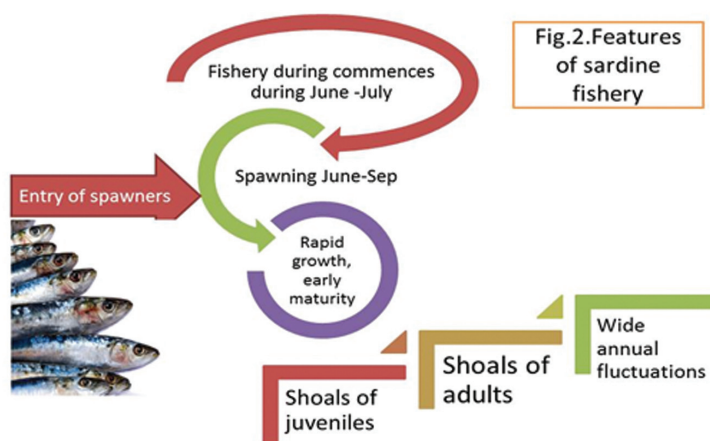 Fig.2.Features
of sardine
fishery
Fishery during commences
during June -July
Spawning June-Sep
Entry of spawners
Rapid
growth,
early
maturity
Shoals of
juveniles
Shoals of
adults
Wide
annual
fluctuations